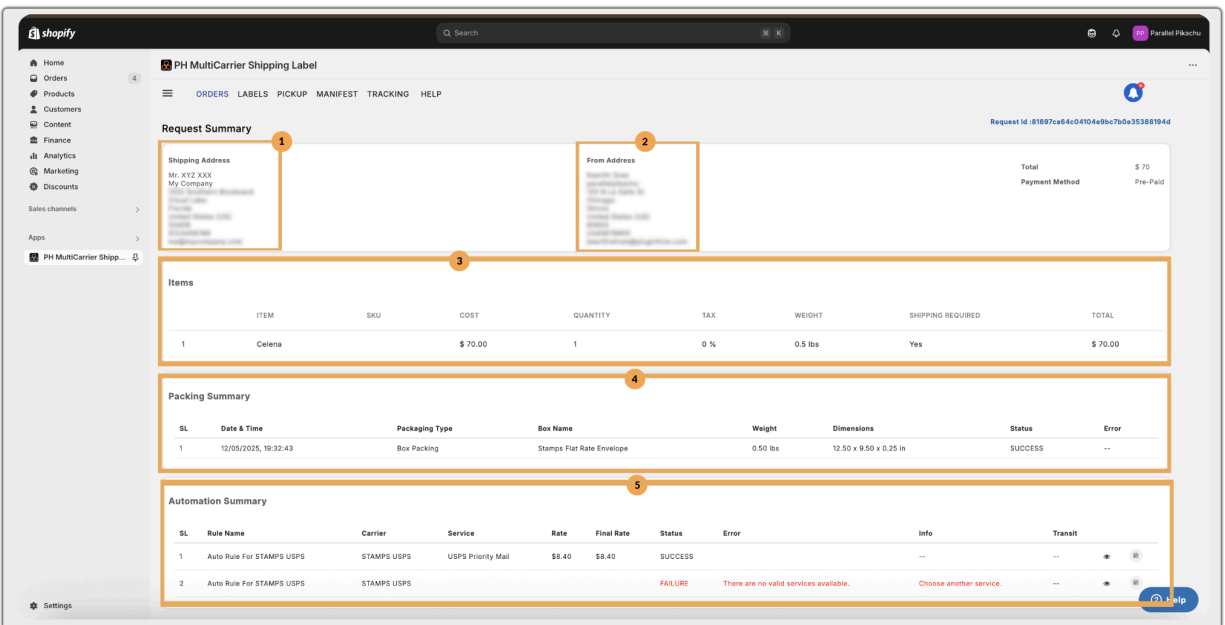 shopify
Search
⌘ K
PP Parallel Pikachu
Home
Orders 4
Products
Customers
Content
Finance
Analytics
Marketing
Discounts
Sales channels
Apps
PH MultiCarrier Shipp...
Settings
PH MultiCarrier Shipping Label
ORDERS LABELS PICKUP MANIFEST TRACKING HELP
Request Id :81697ca64c04104e9bc7b0e35388194d
Request Summary
1
Shipping Address
Mr. XYZ XXX
My Company
2
From Address
Total $ 70
Payment Method Pre-Paid
3
Items
ITEM SKU COST QUANTITY TAX WEIGHT SHIPPING REQUIRED TOTAL
1 Celena $ 70.00 1 0 % 0.5 lbs Yes $ 70.00
4
Packing Summary
SL Date & Time Packaging Type Box Name Weight Dimensions Status Error
1 12/05/2025, 19:32:43 Box Packing Stamps Flat Rate Envelope 0.50 lbs 12.50 x 9.50 x 0.25 in SUCCESS --
5
Automation Summary
SL Rule Name Carrier Service Rate Final Rate Status Error Info Transit
1 Auto Rule For STAMPS USPS STAMPS USPS USPS Priority Mail $8.40 $8.40 SUCCESS -- --
2 Auto Rule For STAMPS USPS STAMPS USPS FAILURE There are no valid services available. Choose another service. --
Help